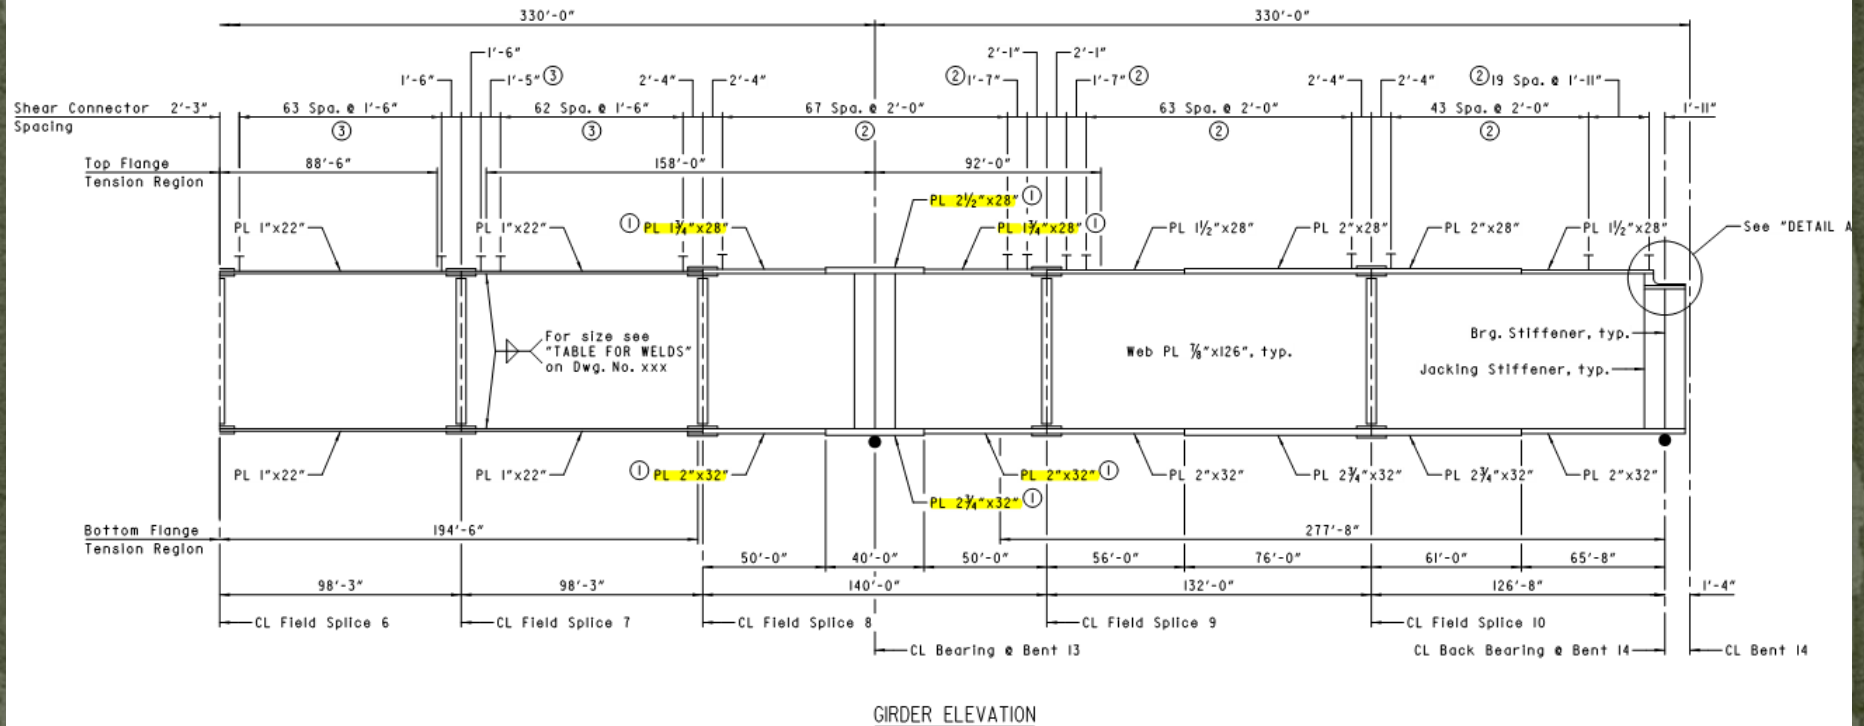 330'-0" 330'-0"
1'-6" 2'-1" 2'-1"
1'-6" 1'-5" ③ 2'-4" 2'-4" ② 1'-7" 1'-7" ② 2'-4" 2'-4" ② 19 Spa. @ 1'-11"
Shear Connector 2'-3" 63 Spa. @ 1'-6" 62 Spa. @ 1'-6" 67 Spa. @ 2'-0" 63 Spa. @ 2'-0" 43 Spa. @ 2'-0" 1'-11"
Spacing ③ ③ ② ② ②
Top Flange 88'-6" 158'-0" 92'-0"
Tension Region
PL 2½"x28" ①
PL 1"x22" PL 1"x22" ① PL 1¾"x28" PL 1¾"x28" ① PL 1½"x28" PL 2"x28" PL 2"x28" PL 1½"x28" See "DETAIL A
For size see
"TABLE FOR WELDS"
on Dwg. No. xxx
Web PL ⅞"x126", typ.
Brg. Stiffener, typ.
Jacking Stiffener, typ.
PL 1"x22" PL 1"x22" ① PL 2"x32" PL 2"x32" ① PL 2"x32" PL 2¾"x32" PL 2¾"x32" PL 2"x32"
PL 2¾"x32" ①
Bottom Flange 194'-6" 277'-8"
Tension Region
50'-0" 40'-0" 50'-0" 56'-0" 76'-0" 61'-0" 65'-8"
98'-3" 98'-3" 140'-0" 132'-0" 126'-8" 1'-4"
CL Field Splice 6 CL Field Splice 7 CL Field Splice 8 CL Field Splice 9 CL Field Splice 10
CL Bearing @ Bent 13 CL Back Bearing @ Bent 14 CL Bent 14
GIRDER ELEVATION